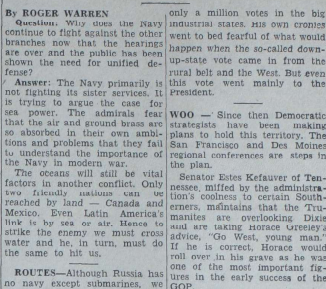 By ROGER WARREN
Question: Why does the Navy
continue to fight against the other
branches now that the hearings
are over and the public has been
shown the need for unified de-
fense?
Answer: The Navy primarily is
not fighting its sister services. It
is trying to argue the case for
sea power. The admirals fear
that the air and ground brass are
so absorbed in their own ambi-
tions and problems that they fail
to understand the importance of
the Navy in modern war.
The oceans will still be vital
factors in another conflict. Only
two friendly nations can be
reached by land — Canada and
Mexico. Even Latin America's
link is by sea or air. Hence to
strike the enemy we must cross
water and he, in turn, must do
the same to hit us.
ROUTES—Although Russia has
no navy except submarines, we
only a million votes in the big
industrial states. His own cronies
went to bed fearful of what would
happen when the so-called down-
up-state vote came in from the
rural belt and the West. But even
this vote went mainly to the
President.
WOO — Since then Democratic
strategists have been making
plans to hold this territory. The
San Francisco and Des Moines
regional conferences are steps in
the plan.
Senator Estes Kefauver of Ten-
nessee, miffed by the administra-
tion's coolness to certain South-
erners, maintains that the Tru-
manites are overlooking Dixie
and are taking Horace Greeley's
advice, "Go West, young man."
If he is correct, Horace would
roll over in his grave as he was
one of the most important fig-
ures in the early success of the
GOP.